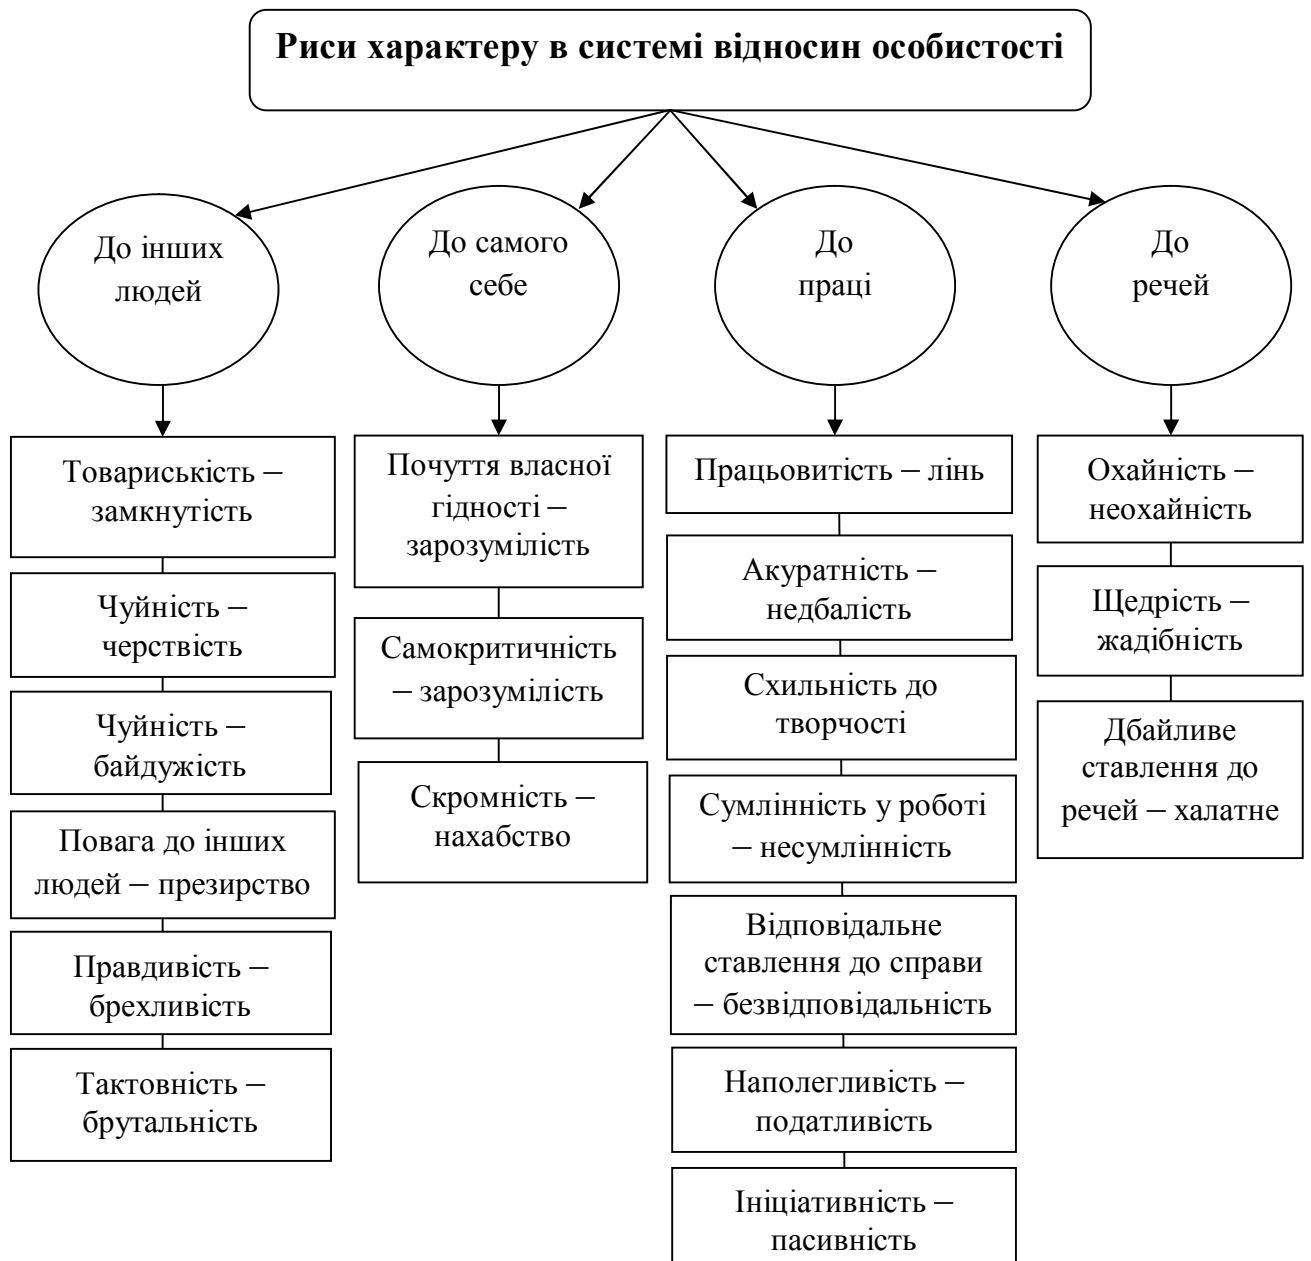 Риси характеру в системі відносин особистості
До інших
людей
До самого
себе
До
праці
До
речей
Товариськість –
замкнутість
Чуйність –
черствість
Чуйність –
байдужість
Повага до інших
людей – презирство
Правдивість –
брехливість
Тактовність –
брутальність
Почуття власної
гідності –
зарозумілість
Самокритичність
– зарозумілість
Скромність –
нахабство
Працьовитість – лінь
Акуратність –
недбалість
Схильність до
творчості
Сумлінність у роботі
– несумлінність
Відповідальне
ставлення до справи
– безвідповідальність
Наполегливість –
податливість
Ініціативність –
пасивність
Охайність –
неохайність
Щедрість –
жадібність
Дбайливе
ставлення до
речей – халатне